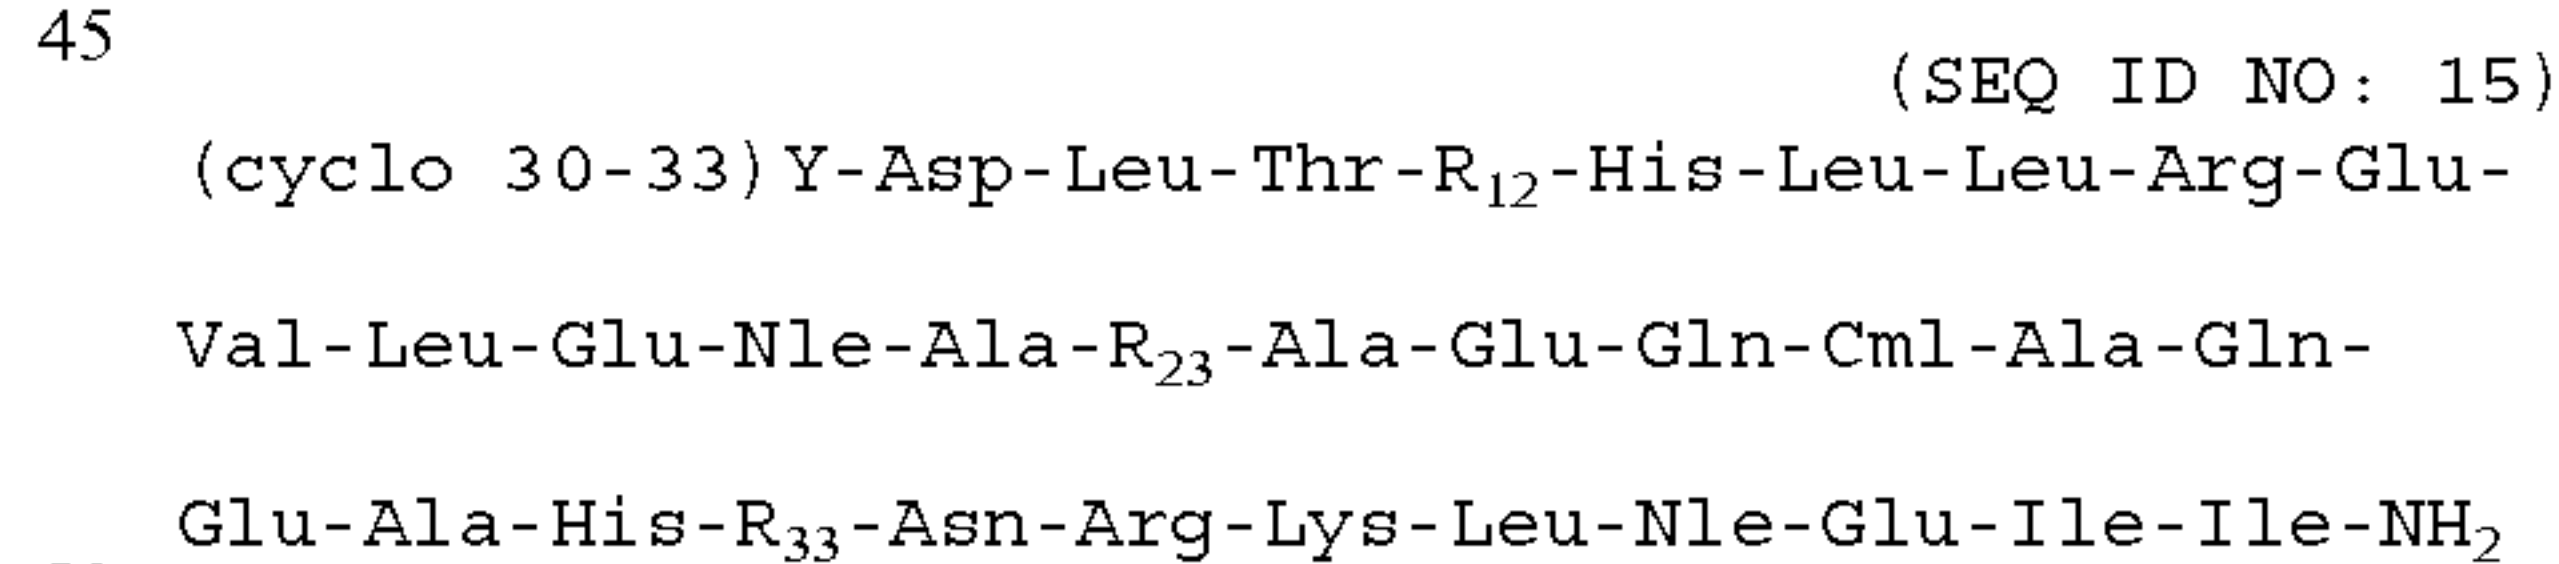 45
(SEQ ID NO: 15)
(cyclo 30-33)Y-Asp-Leu-Thr-R12-His-Leu-Leu-Arg-Glu-
Val-Leu-Glu-Nle-Ala-R23-Ala-Glu-Gln-Cml-Ala-Gln-
Glu-Ala-His-R33-Asn-Arg-Lys-Leu-Nle-Glu-Ile-Ile-NH2